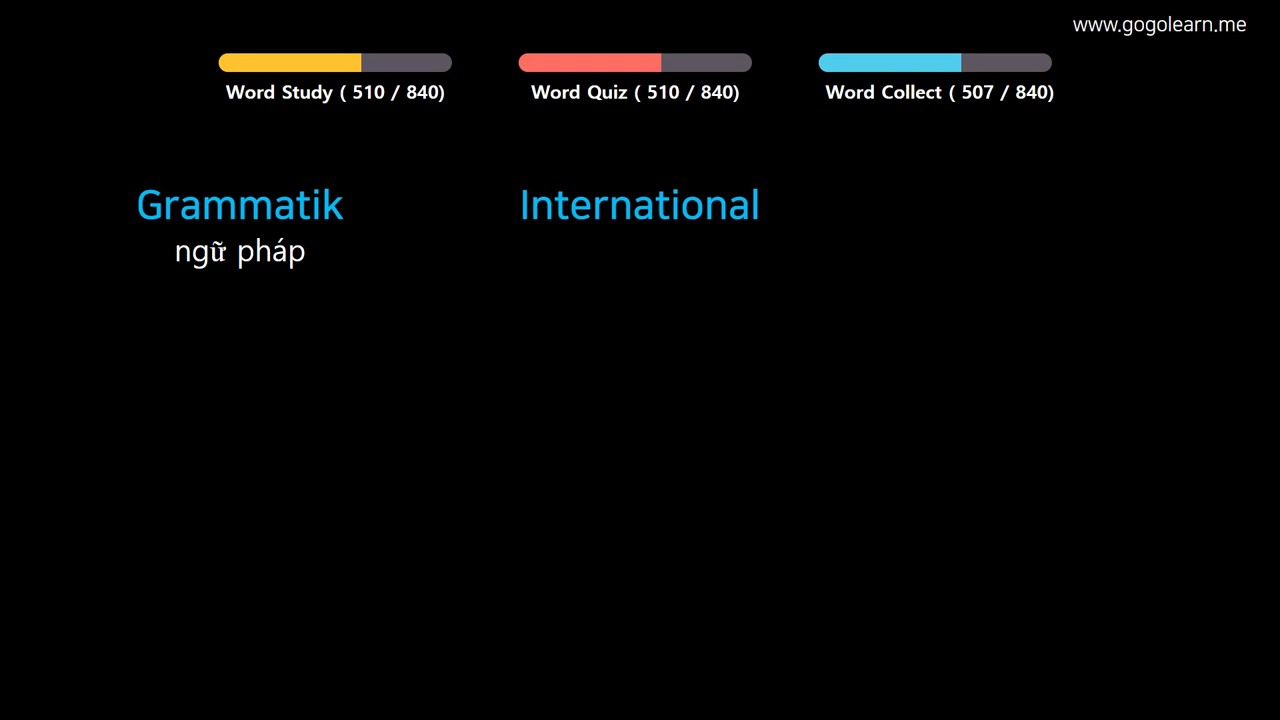 www.gogolearn.me
Word Study ( 510 / 840)
Word Quiz ( 510 / 840)
Word Collect ( 507 / 840)
Grammatik
ngữ pháp
International